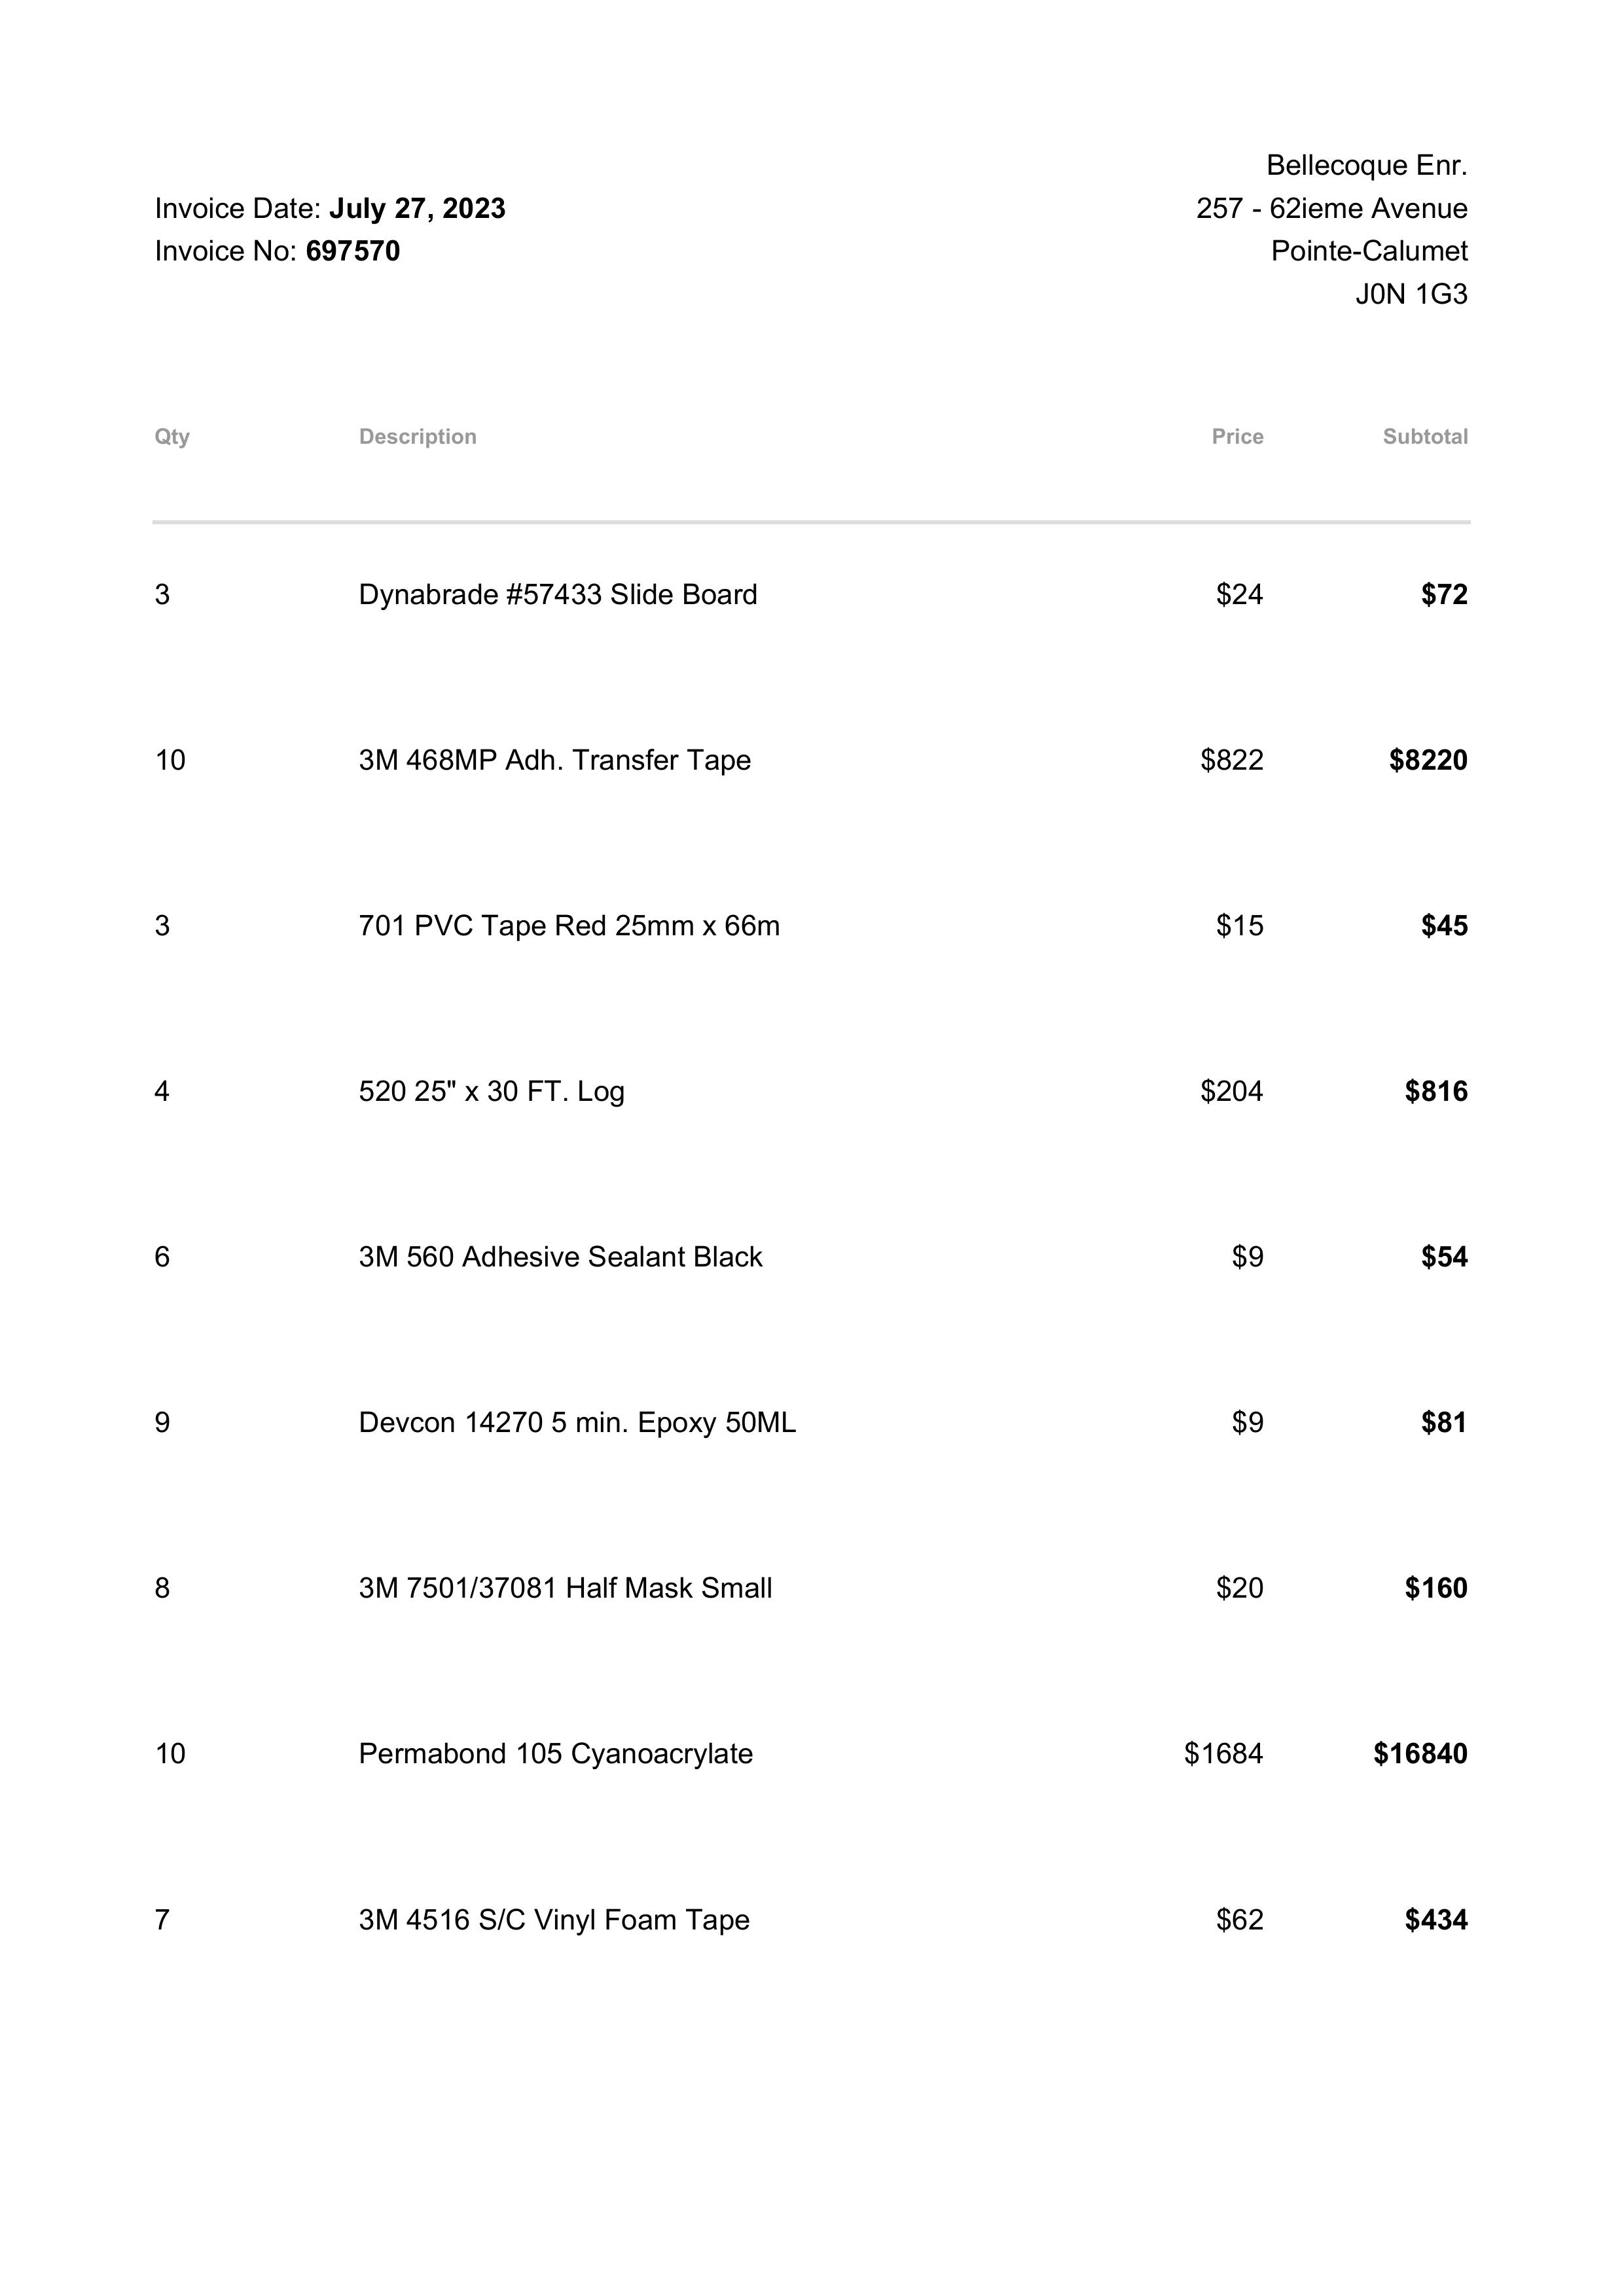 Bellecoque Enr.
Invoice Date: July 27, 2023 257 - 62ieme Avenue
Invoice No: 697570 Pointe-Calumet
J0N 1G3
Qty Description Price Subtotal
3 Dynabrade #57433 Slide Board $24 $72
10 3M 468MP Adh. Transfer Tape $822 $8220
3 701 PVC Tape Red 25mm x 66m $15 $45
4 520 25" x 30 FT. Log $204 $816
6 3M 560 Adhesive Sealant Black $9 $54
9 Devcon 14270 5 min. Epoxy 50ML $9 $81
8 3M 7501/37081 Half Mask Small $20 $160
10 Permabond 105 Cyanoacrylate $1684 $16840
7 3M 4516 S/C Vinyl Foam Tape $62 $434